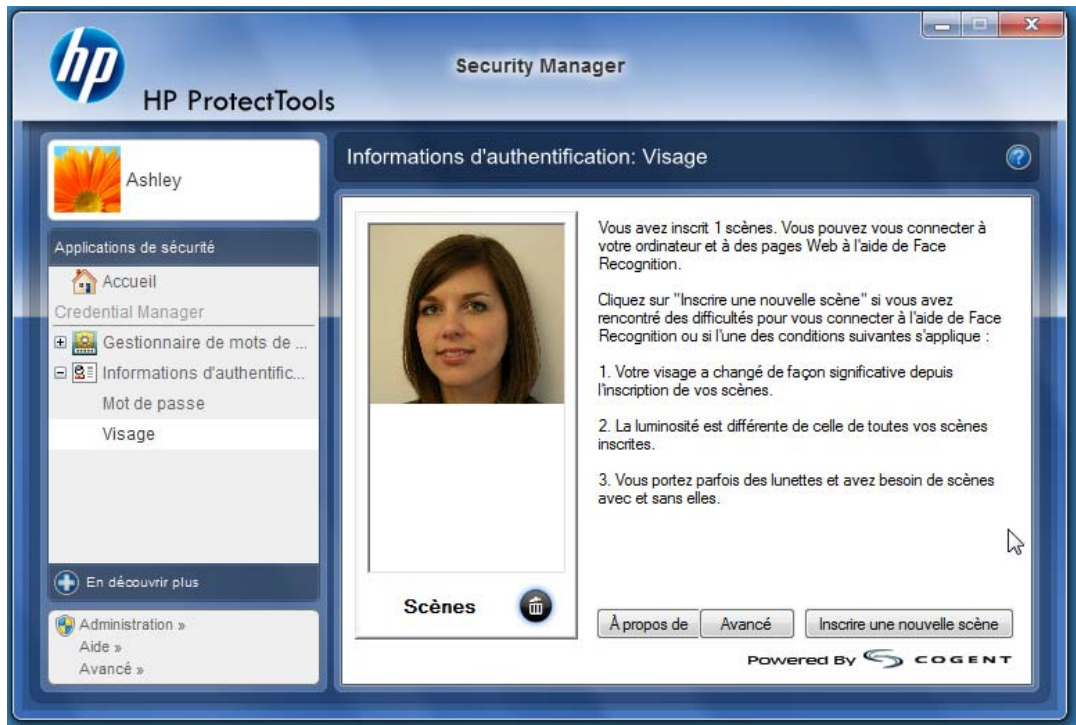 hp
HP ProtectTools
Security Manager
Ashley
Applications de sécurité
Accueil
Credential Manager
Gestionnaire de mots de ...
Informations d'authentific...
Mot de passe
Visage
En découvrir plus
Administration »
Aide »
Avancé »
Informations d'authentification: Visage
?
Scènes
Vous avez inscrit 1 scènes. Vous pouvez vous connecter à
votre ordinateur et à des pages Web à l'aide de Face
Recognition.
Cliquez sur "Inscrire une nouvelle scène" si vous avez
rencontré des difficultés pour vous connecter à l'aide de Face
Recognition ou si l'une des conditions suivantes s'applique :
1. Votre visage a changé de façon significative depuis
l'inscription de vos scènes.
2. La luminosité est différente de celle de toutes vos scènes
inscrites.
3. Vous portez parfois des lunettes et avez besoin de scènes
avec et sans elles.
À propos de
Avancé
Inscrire une nouvelle scène
Powered By COGENT